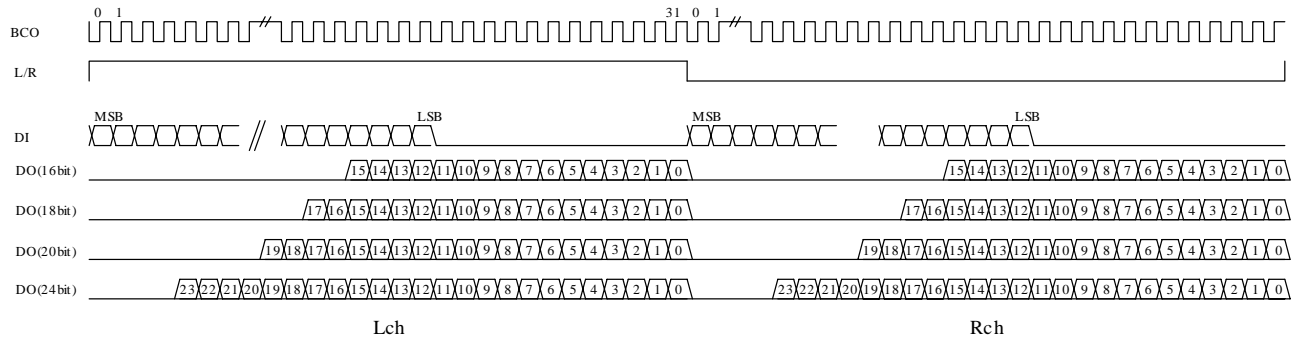 0 1 31 0 1
BCO
L/R
MSB LSB MSB LSB
DI
DO(16bit) 15 14 13 12 11 10 9 8 7 6 5 4 3 2 1 0 15 14 13 12 11 10 9 8 7 6 5 4 3 2 1 0
DO(18bit) 17 16 15 14 13 12 11 10 9 8 7 6 5 4 3 2 1 0 17 16 15 14 13 12 11 10 9 8 7 6 5 4 3 2 1 0
DO(20bit) 19 18 17 16 15 14 13 12 11 10 9 8 7 6 5 4 3 2 1 0 19 18 17 16 15 14 13 12 11 10 9 8 7 6 5 4 3 2 1 0
DO(24bit) 23 22 21 20 19 18 17 16 15 14 13 12 11 10 9 8 7 6 5 4 3 2 1 0 23 22 21 20 19 18 17 16 15 14 13 12 11 10 9 8 7 6 5 4 3 2 1 0
Lch Rch